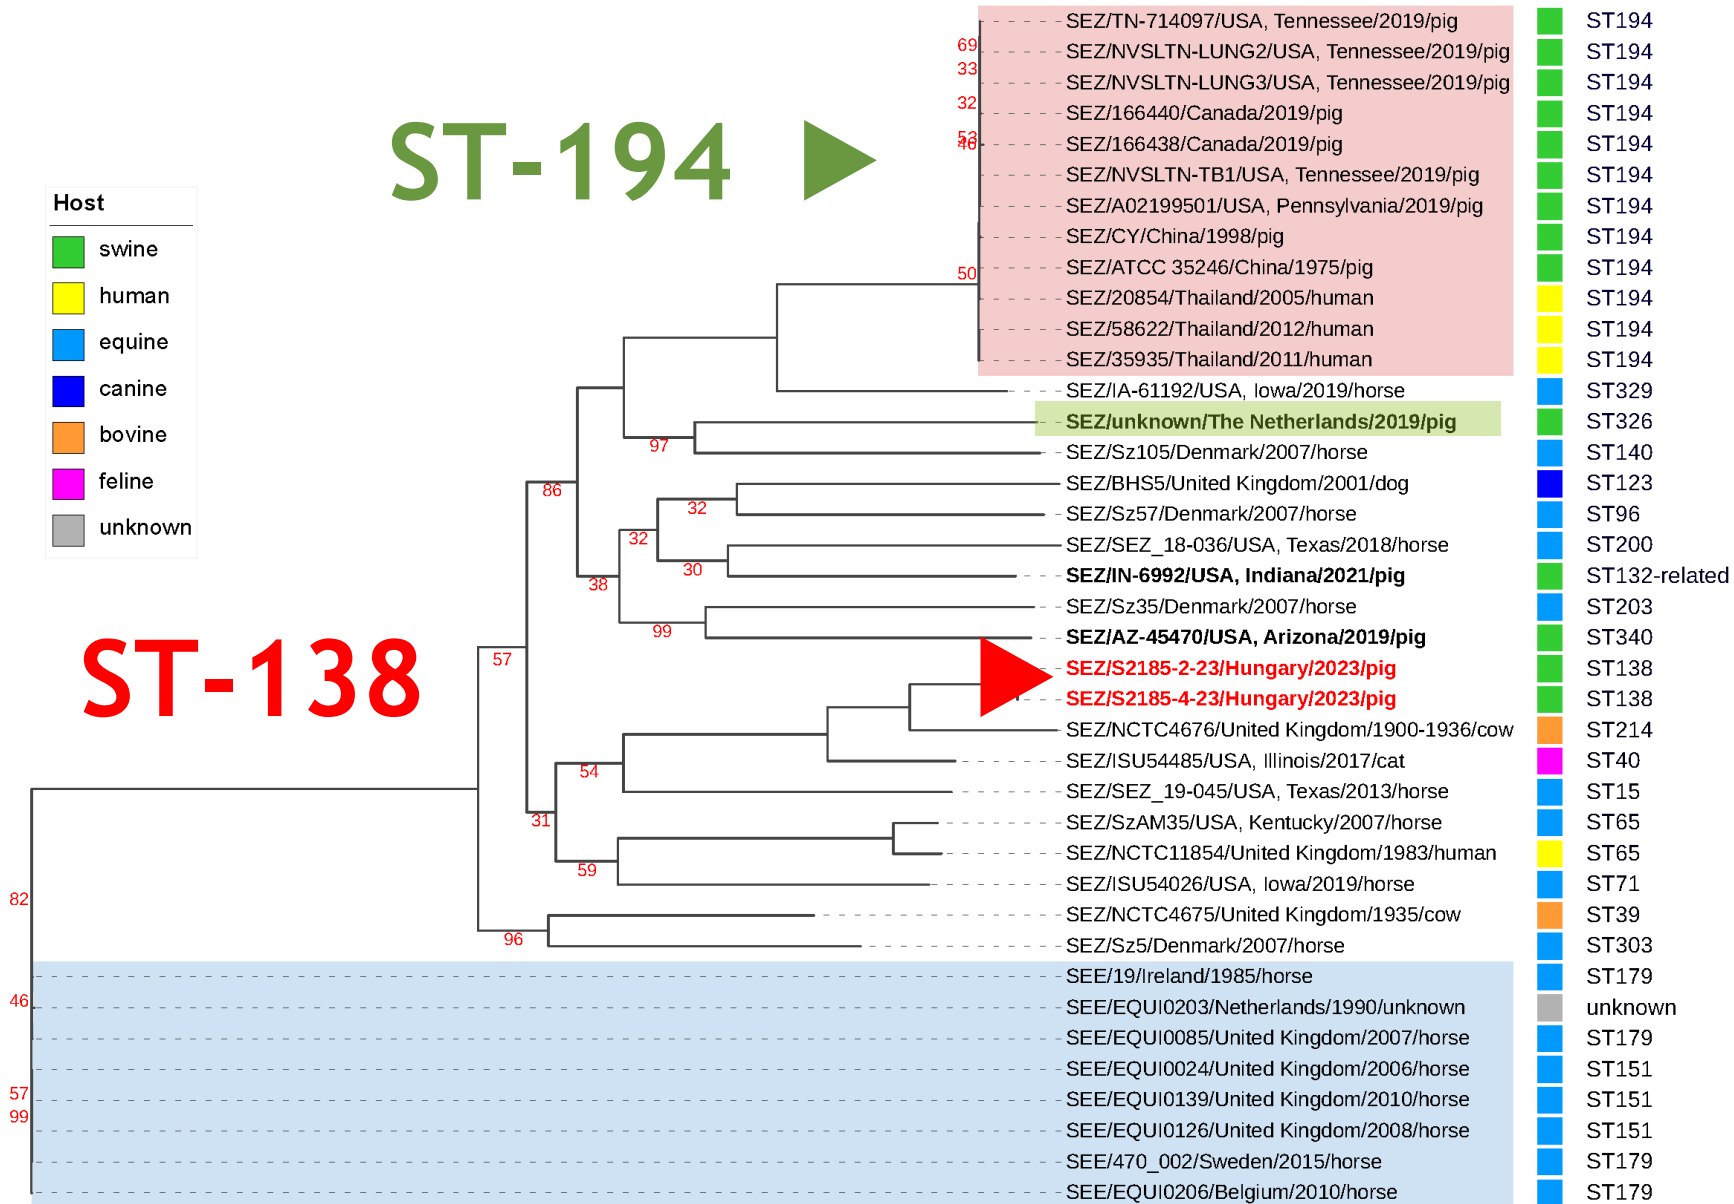 SEZ/TN-714097/USA, Tennessee/2019/pig ST194
69
SEZ/NVSLTN-LUNG2/USA, Tennessee/2019/pig ST194
33
SEZ/NVSLTN-LUNG3/USA, Tennessee/2019/pig ST194
32
SEZ/166440/Canada/2019/pig ST194
ST-194
SEZ/166438/Canada/2019/pig ST194
SEZ/NVSLTN-TB1/USA, Tennessee/2019/pig ST194
SEZ/A02199501/USA, Pennsylvania/2019/pig ST194
SEZ/CY/China/1998/pig ST194
50
SEZ/ATCC 35246/China/1975/pig ST194
SEZ/20854/Thailand/2005/human ST194
SEZ/58622/Thailand/2012/human ST194
SEZ/35935/Thailand/2011/human ST194
Host
swine
human
equine
canine
bovine
feline
unknown
SEZ/IA-61192/USA, Iowa/2019/horse ST329
SEZ/unknown/The Netherlands/2019/pig ST326
97
SEZ/Sz105/Denmark/2007/horse ST140
86
SEZ/BHS5/United Kingdom/2001/dog ST123
32
SEZ/Sz57/Denmark/2007/horse ST96
32
SEZ/SEZ_18-036/USA, Texas/2018/horse ST200
30
SEZ/IN-6992/USA, Indiana/2021/pig ST132-related
38
SEZ/Sz35/Denmark/2007/horse ST203
99
SEZ/AZ-45470/USA, Arizona/2019/pig ST340
57
ST-138
SEZ/S2185-2-23/Hungary/2023/pig ST138
SEZ/S2185-4-23/Hungary/2023/pig ST138
SEZ/NCTC4676/United Kingdom/1900-1936/cow ST214
SEZ/ISU54485/USA, Illinois/2017/cat ST40
54
SEZ/SEZ_19-045/USA, Texas/2013/horse ST15
31
SEZ/SzAM35/USA, Kentucky/2007/horse ST65
SEZ/NCTC11854/United Kingdom/1983/human ST65
59
SEZ/ISU54026/USA, Iowa/2019/horse ST71
82
SEZ/NCTC4675/United Kingdom/1935/cow ST39
96
SEZ/Sz5/Denmark/2007/horse ST303
SEE/19/Ireland/1985/horse ST179
46
SEE/EQUI0203/Netherlands/1990/unknown unknown
SEE/EQUI0085/United Kingdom/2007/horse ST179
SEE/EQUI0024/United Kingdom/2006/horse ST151
57
SEE/EQUI0139/United Kingdom/2010/horse ST151
99
SEE/EQUI0126/United Kingdom/2008/horse ST151
SEE/470_002/Sweden/2015/horse ST179
SEE/EQUI0206/Belgium/2010/horse ST179